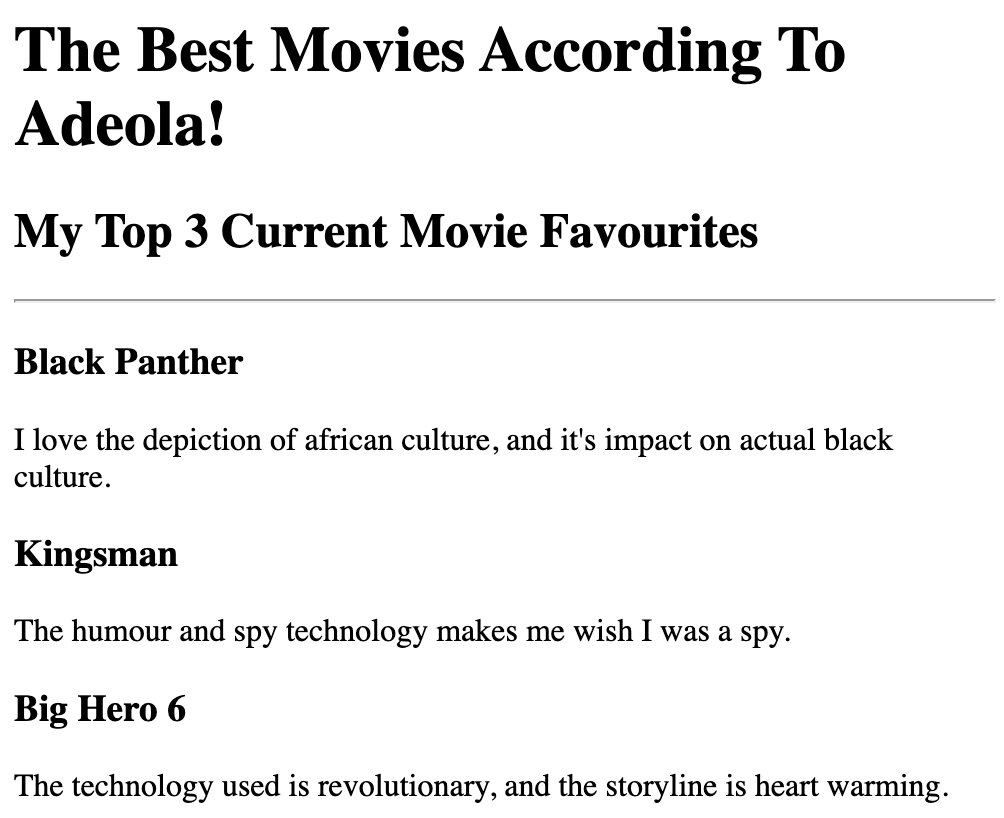 The Best Movies According To
Adeola!
My Top 3 Current Movie Favourites
Black Panther
I love the depiction of african culture, and it's impact on actual black
culture.
Kingsman
The humour and spy technology makes me wish I was a spy.
Big Hero 6
The technology used is revolutionary, and the storyline is heart warming.